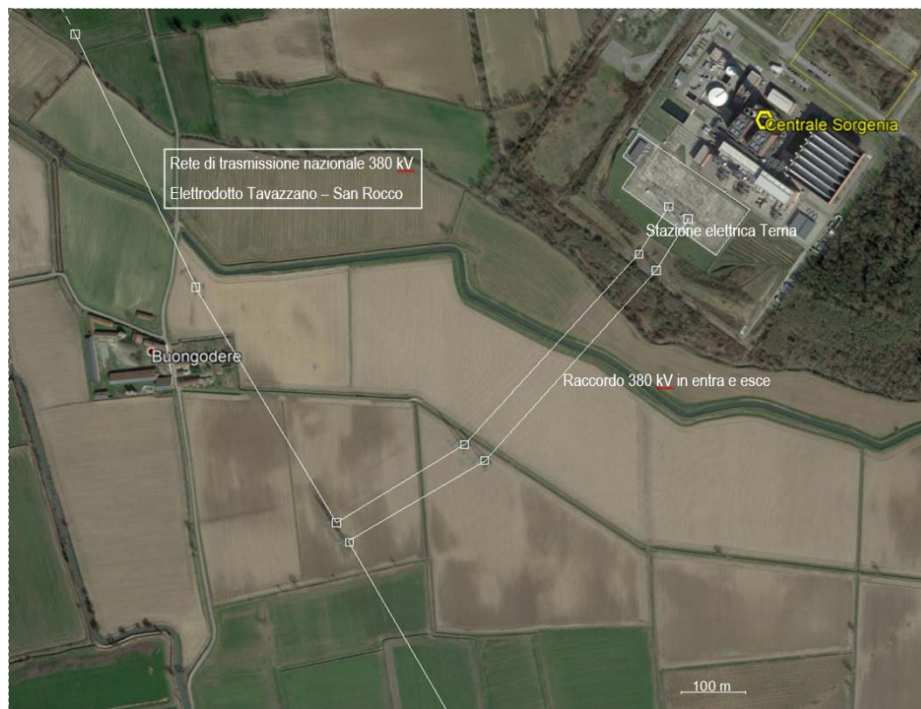 Centrale Sorgenia
Rete di trasmissione nazionale 380 kV
Elettrodotto Tavazzano – San Rocco
Stazione elettrica Terna
Buongodere
Raccordo 380 kV in entra e esce
100 m